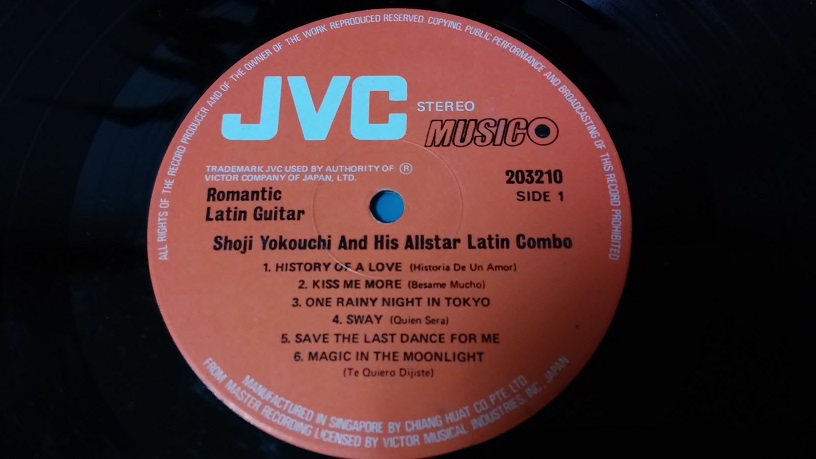 ALL RIGHTS OF THE RECORD PRODUCER AND OF THE OWNER OF THE WORK REPRODUCED RESERVED. COPYING, PUBLIC PERFORMANCE AND BROADCASTING OF THIS RECORD PROHIBITED
JVC STEREO
MUSICO
TRADEMARK JVC USED BY AUTHORITY OF ®
VICTOR COMPANY OF JAPAN, LTD.
203210
SIDE 1
Romantic
Latin Guitar
Shoji Yokouchi And His Allstar Latin Combo
1. HISTORY OF A LOVE (Historia De Un Amor)
2. KISS ME MORE (Besame Mucho)
3. ONE RAINY NIGHT IN TOKYO
4. SWAY (Quien Sera)
5. SAVE THE LAST DANCE FOR ME
6. MAGIC IN THE MOONLIGHT
(Te Quiero Dijiste)
MANUFACTURED IN SINGAPORE BY CHIANG HUAT CO PTE LTD
FROM MASTER RECORDING LICENSED BY VICTOR MUSICAL INDUSTRIES, INC. JAPAN